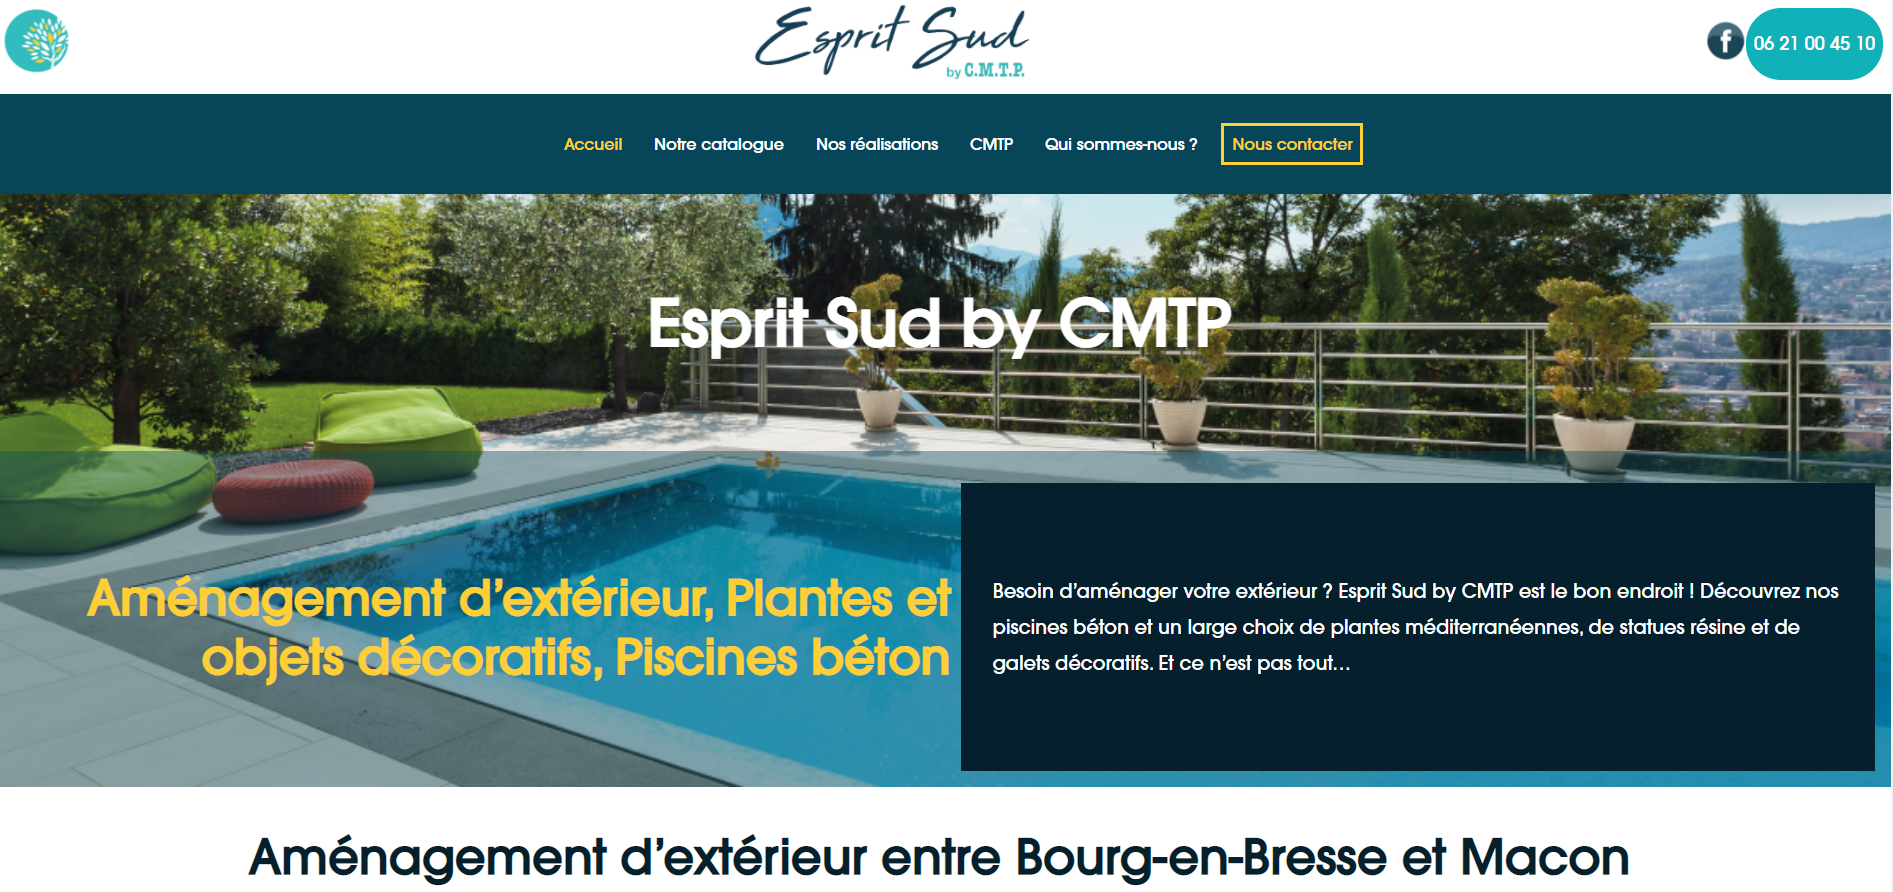 Esprit Sud
by C.M.T.P.
f
06 21 00 45 10
Accueil
Notre catalogue
Nos réalisations
CMTP
Qui sommes-nous ?
Nous contacter
Esprit Sud by CMTP
Aménagement d’extérieur, Plantes et
objets décoratifs, Piscines béton
Besoin d’aménager votre extérieur ? Esprit Sud by CMTP est le bon endroit ! Découvrez nos
piscines béton et un large choix de plantes méditerranéennes, de statues résine et de
galets décoratifs. Et ce n’est pas tout…
Aménagement d’extérieur entre Bourg-en-Bresse et Macon